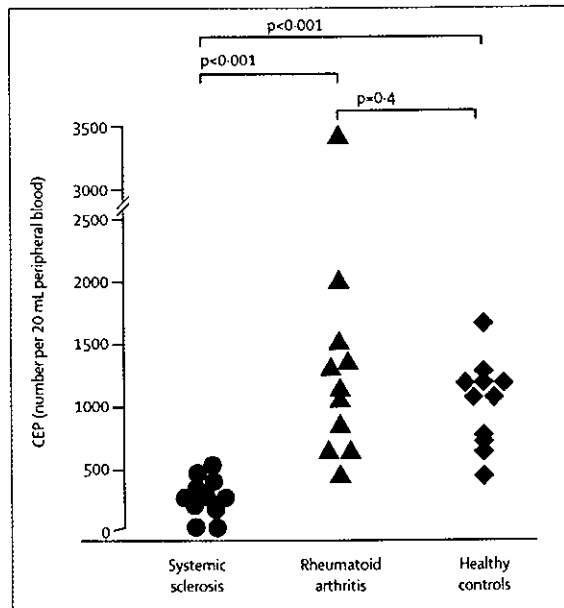 p<0·001
p<0·001
p=0·4
3500
3000
2500
2000
1500
1000
500
0
CEP (number per 20 mL peripheral blood)
Systemic
sclerosis
Rheumatoid
arthritis
Healthy
controls